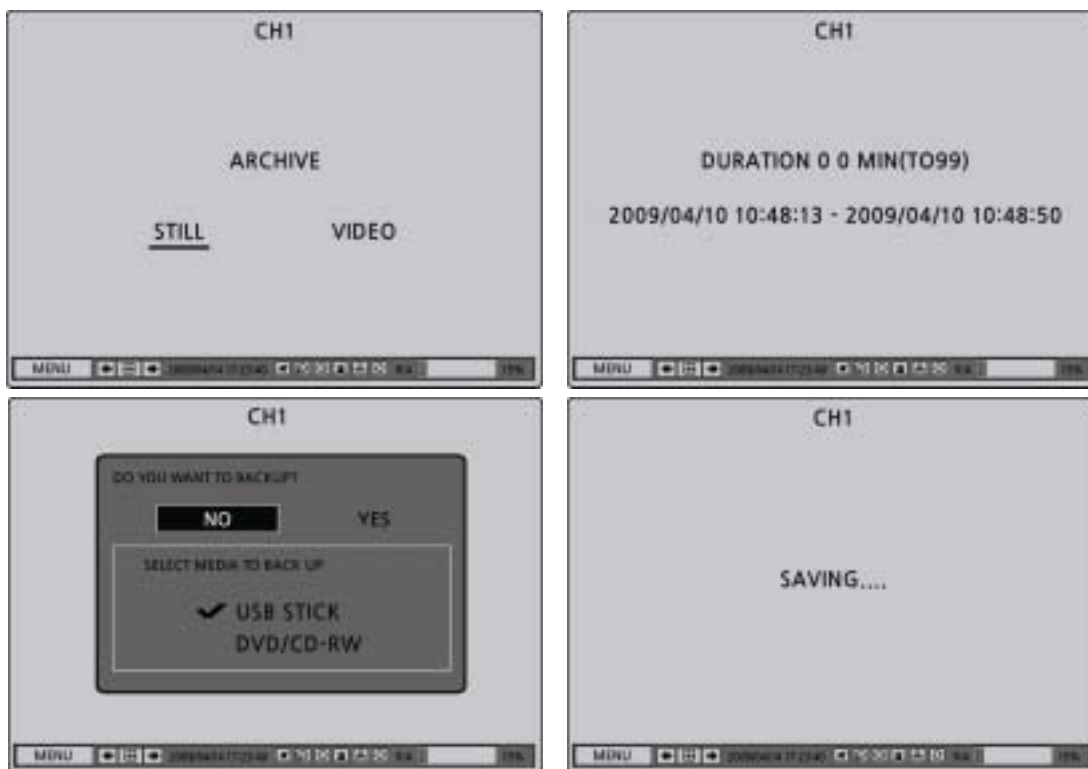 CH1
ARCHIVE
STILL VIDEO
MENU
CH1
DURATION 0 0 MIN(TO99)
2009/04/10 10:48:13 - 2009/04/10 10:48:50
MENU
CH1
DO YOU WANT TO BACKUP?
NO YES
SELECT MEDIA TO BACK UP
USB STICK
DVD/CD-RW
MENU
CH1
SAVING....
MENU